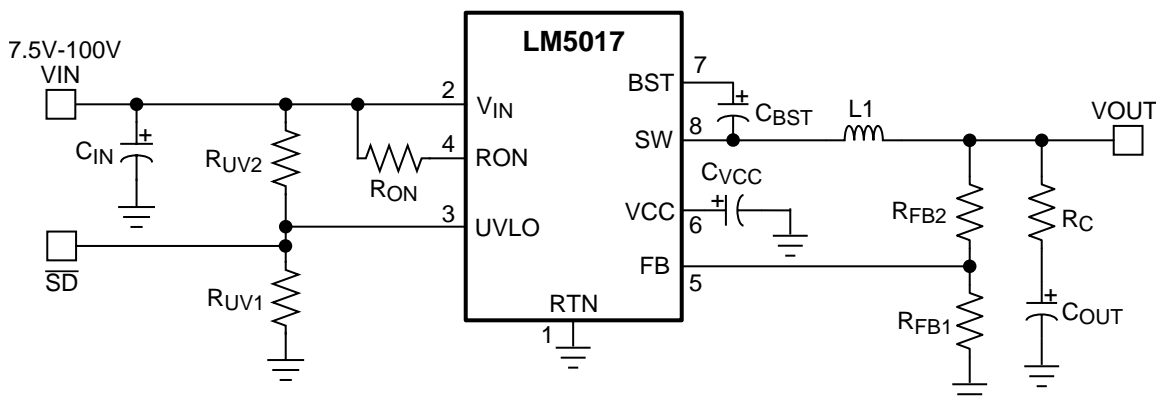 LM5017
7.5V-100V
VIN
2
VIN
7
BST
+
CBST
L1
VOUT
8
SW
+
CIN
RUV2
4
RON
RON
CVCC
+
VCC
6
RFB2
RC
3
UVLO
SD
FB
5
RUV1
RTN
1
RFB1
+
COUT